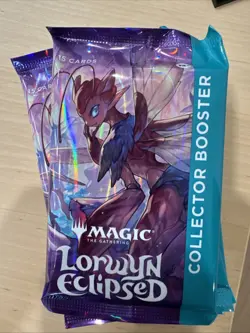 15 CARDS
MAGIC
THE GATHERING
LORWYN
ECLIPSED
COLLECTOR BOOSTER